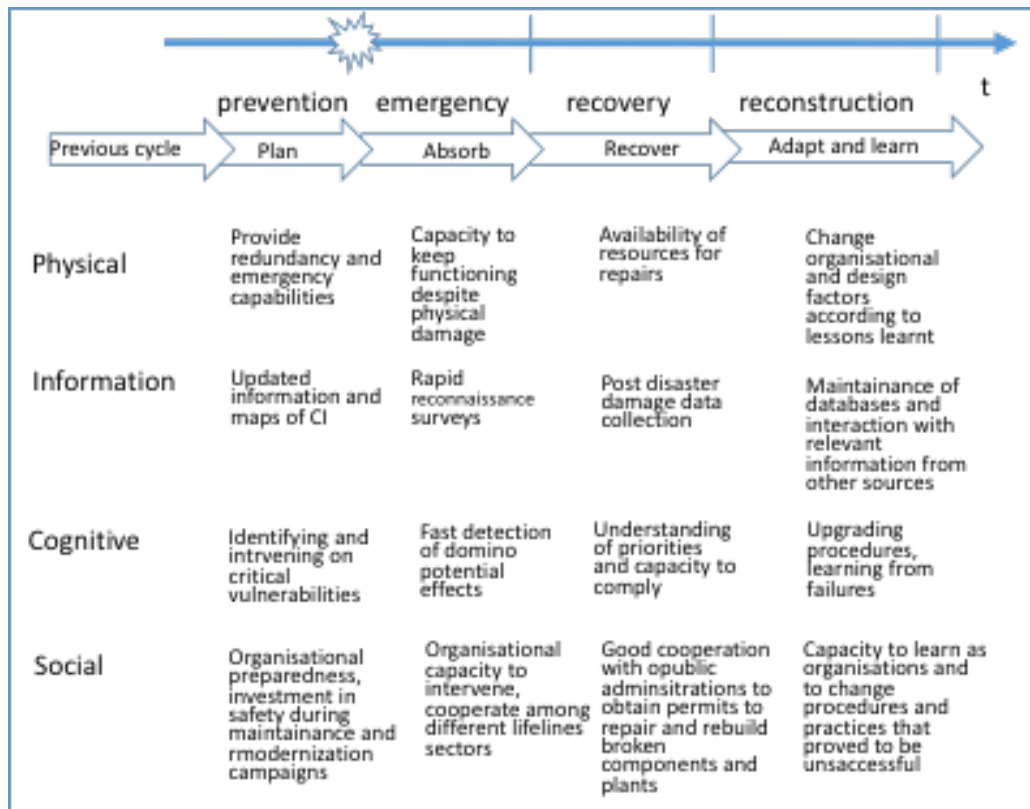 t
prevention emergency recovery reconstruction
Previous cycle Plan Absorb Recover Adapt and learn
Physical
Provide
redundancy and
emergency
capabilities
Capacity to
keep
functioning
despite
physical
damage
Availability of
resources for
repairs
Change
organisational
and design
factors
according to
lessons learnt
Information
Updated
information and
maps of CI
Rapid
reconnaissance
surveys
Post disaster
damage data
collection
Maintainance of
databases and
interaction with
relevant
information from
other sources
Cognitive
Identifying and
intrvening on
critical
vulnerabilities
Fast detection
of domino
potential
effects
Understanding
of priorities
and capacity to
comply
Upgrading
procedures,
learning from
failures
Social
Organisational
preparedness,
investment in
safety during
maintainance and
rmodernization
campaigns
Organisational
capacity to
intervene,
cooperate among
different lifelines
sectors
Good cooperation
with opublic
adminsitrations to
obtain permits to
repair and rebuild
broken
components and
plants
Capacity to learn as
organisations and
to change
procedures and
practices that
proved to be
unsaccessful